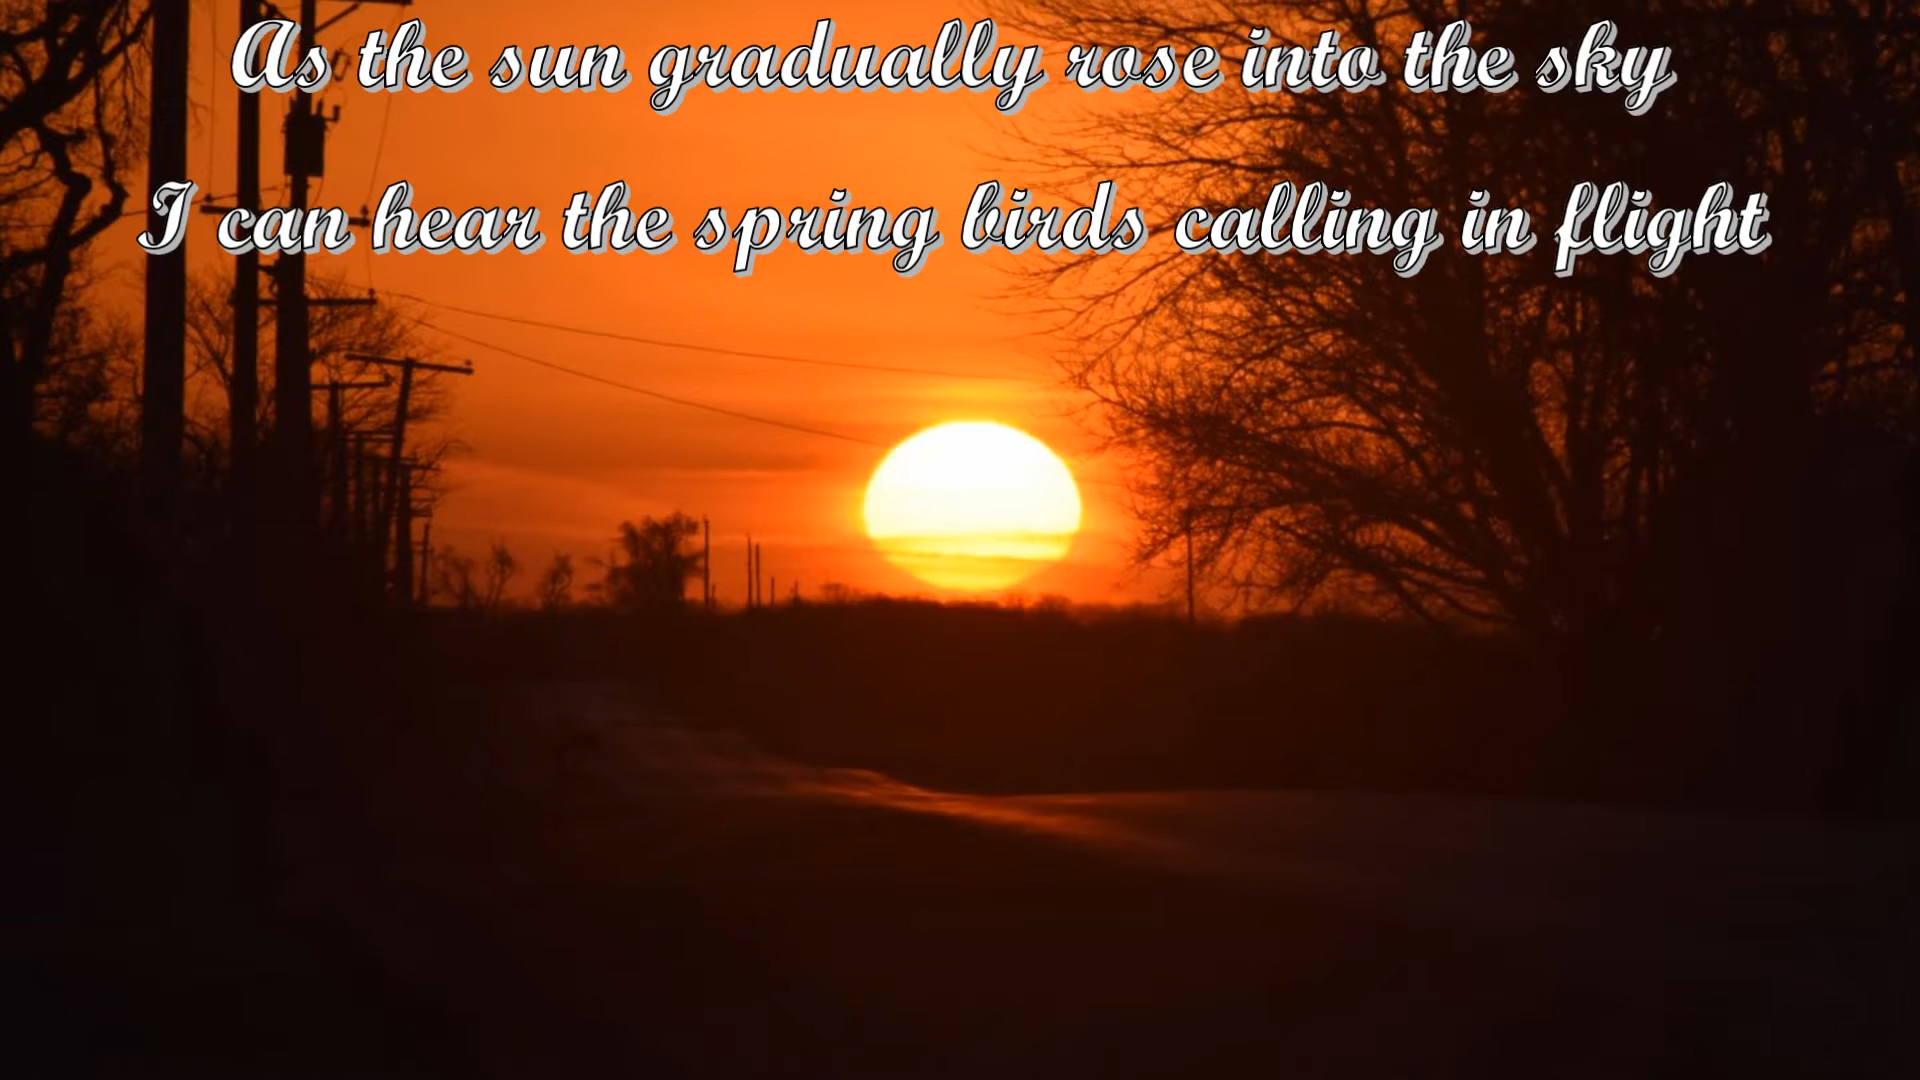 As the sun gradually rose into the sky
I can hear the spring birds calling in flight